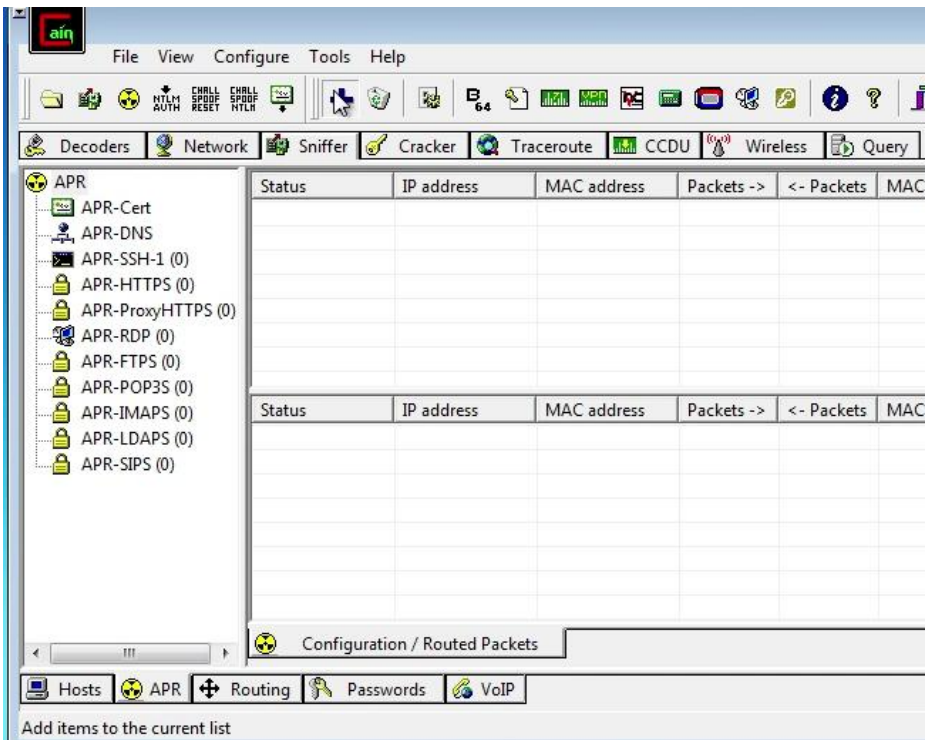 aín
File View Configure Tools Help
NTLM AUTH CHALL SPOOF RESET CHALL SPOOF NTLM B64 VPN
Decoders Network Sniffer Cracker Traceroute CCDU Wireless Query
APR
APR-Cert
APR-DNS
APR-SSH-1 (0)
APR-HTTPS (0)
APR-ProxyHTTPS (0)
APR-RDP (0)
APR-FTPS (0)
APR-POP3S (0)
APR-IMAPS (0)
APR-LDAPS (0)
APR-SIPS (0)
Status IP address MAC address Packets -> <- Packets MAC
Status IP address MAC address Packets -> <- Packets MAC
Configuration / Routed Packets
Hosts APR Routing Passwords VoIP
Add items to the current list